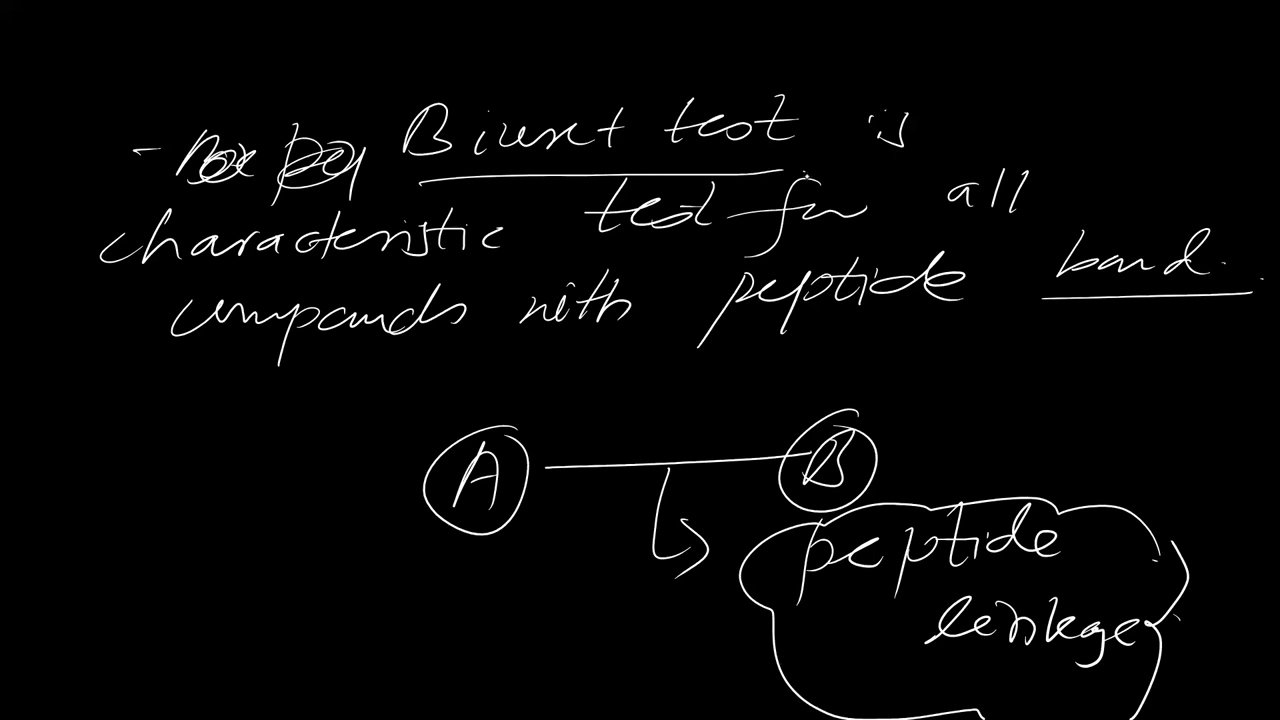 - Biuret test is
characteristic test for all
compounds with peptide bond.
A B
peptide
linkage